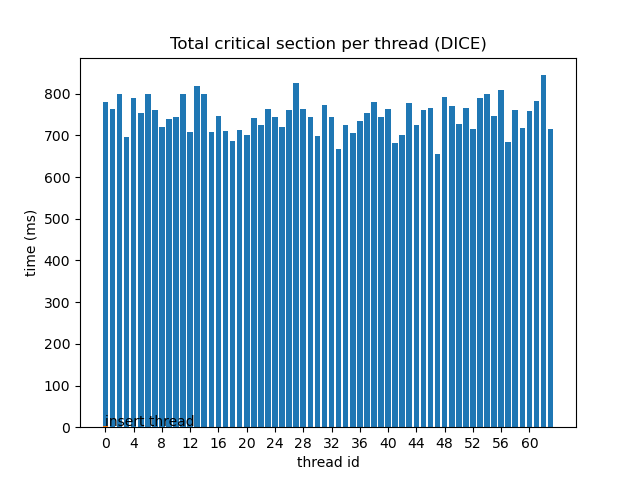 Total critical section per thread (DICE)
time (ms)
800
700
600
500
400
300
200
100
0
insert thread
0 4 8 12 16 20 24 28 32 36 40 44 48 52 56 60
thread id